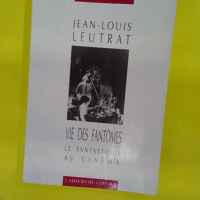 JEAN-LOUIS
LEUTRAT
VIE DES FANTÔMES
LE FANTASTIQUE
AU CINÉMA
CAHIERS DU CINÉMA